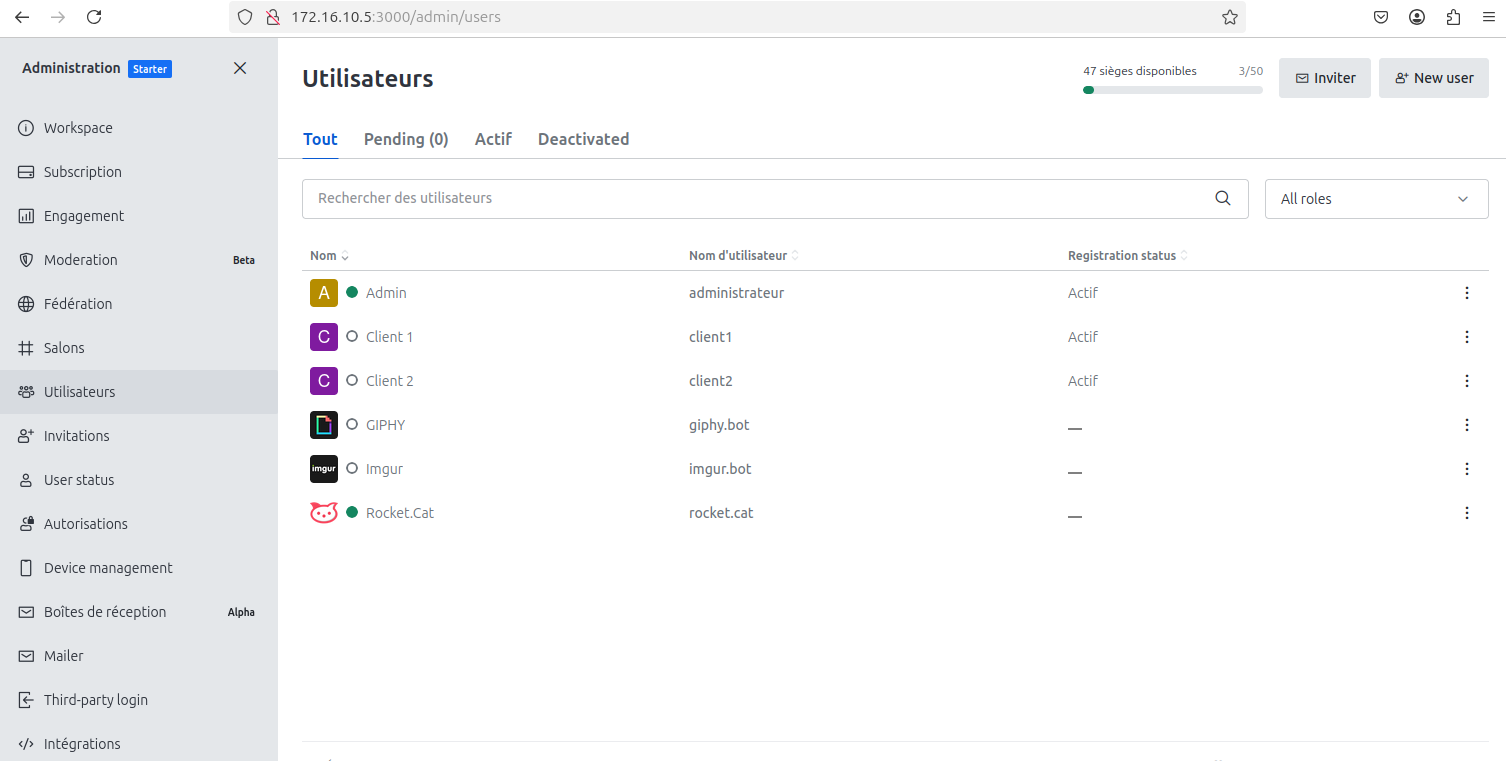 172.16.10.5:3000/admin/users
Administration Starter
Workspace
Subscription
Engagement
Moderation Beta
Fédération
Salons
Utilisateurs
Invitations
User status
Autorisations
Device management
Boîtes de réception Alpha
Mailer
Third-party login
Intégrations
Utilisateurs
47 sièges disponibles 3/50
Inviter
New user
Tout Pending (0) Actif Deactivated
Rechercher des utilisateurs
All roles
Nom Nom d'utilisateur Registration status
A Admin administrateur Actif
C Client 1 client1 Actif
C Client 2 client2 Actif
GIPHY giphy.bot __
imgur Imgur imgur.bot __
Rocket.Cat rocket.cat __